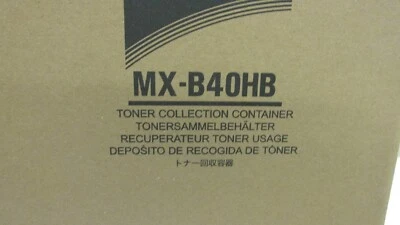 MX-B40HB
TONER COLLECTION CONTAINER
TONERSAMMELBEHÄLTER
RECUPERATEUR TONER USAGE
DEPOSITO DE RECOGIDA DE TÓNER
トナー回収容器